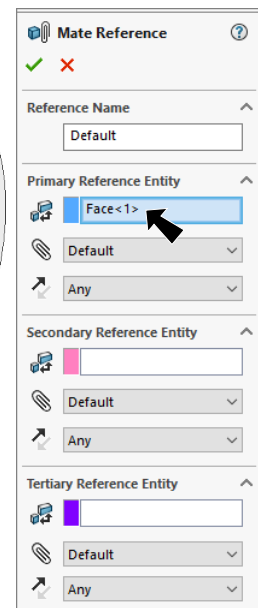 Mate Reference
Reference Name
Default
Primary Reference Entity
Face<1>
Default
Any
Secondary Reference Entity
Default
Any
Tertiary Reference Entity
Default
Any